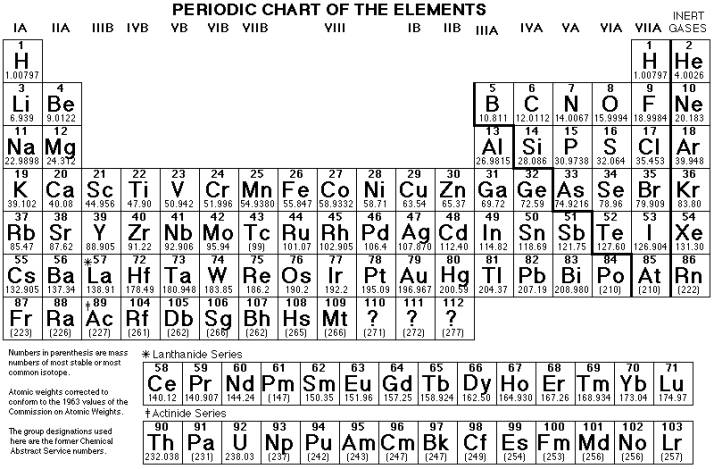 PERIODIC CHART OF THE ELEMENTS
IA IIA IIIB IVB VB VIB VIIB VIII IB IIB IIIA IVA VA VIA VIIA INERT GASES
1 1 2
H H He
1.00797 1.00797 4.0026
3 4 5 6 7 8 9 10
Li Be B C N O F Ne
6.939 9.0122 10.811 12.0112 14.0067 15.9994 18.9984 20.183
11 12 13 14 15 16 17 18
Na Mg Al Si P S Cl Ar
22.9898 24.312 26.9815 28.086 30.9738 32.064 35.453 39.948
19 20 21 22 23 24 25 26 27 28 29 30 31 32 33 34 35 36
K Ca Sc Ti V Cr Mn Fe Co Ni Cu Zn Ga Ge As Se Br Kr
39.102 40.08 44.956 47.90 50.942 51.996 54.9380 55.847 58.9332 58.71 63.54 65.37 69.72 72.59 74.9216 78.96 79.909 83.80
37 38 39 40 41 42 43 44 45 46 47 48 49 50 51 52 53 54
Rb Sr Y Zr Nb Mo Tc Ru Rh Pd Ag Cd In Sn Sb Te I Xe
85.47 87.62 88.905 91.22 92.906 95.94 (99) 101.07 102.905 106.4 107.870 112.40 114.82 118.69 121.75 127.60 126.904 131.30
55 56 *57 72 73 74 75 76 77 78 79 80 81 82 83 84 85 86
Cs Ba La Hf Ta W Re Os Ir Pt Au Hg Tl Pb Bi Po At Rn
132.905 137.34 138.91 178.49 180.948 183.85 186.2 190.2 192.2 195.09 196.967 200.59 204.37 207.19 208.980 (210) (210) (222)
87 88 ‡89 104 105 106 107 108 109 110 111 112
Fr Ra Ac Rf Db Sg Bh Hs Mt ? ? ?
(223) (226) (227) (261) (262) (266) (262) (265) (266) (271) (272) (277)
Numbers in parenthesis are mass
numbers of most stable or most
common isotope.
Atomic weights corrected to
conform to the 1963 values of the
Commission on Atomic Weights.
The group designations used
here are the former Chemical
Abstract Service numbers.
* Lanthanide Series
58 59 60 61 62 63 64 65 66 67 68 69 70 71
Ce Pr Nd Pm Sm Eu Gd Tb Dy Ho Er Tm Yb Lu
140.12 140.907 144.24 (147) 150.35 151.96 157.25 158.924 162.50 164.930 167.26 168.934 173.04 174.97
‡ Actinide Series
90 91 92 93 94 95 96 97 98 99 100 101 102 103
Th Pa U Np Pu Am Cm Bk Cf Es Fm Md No Lr
232.038 (231) 238.03 (237) (242) (243) (247) (247) (249) (254) (253) (256) (256) (257)